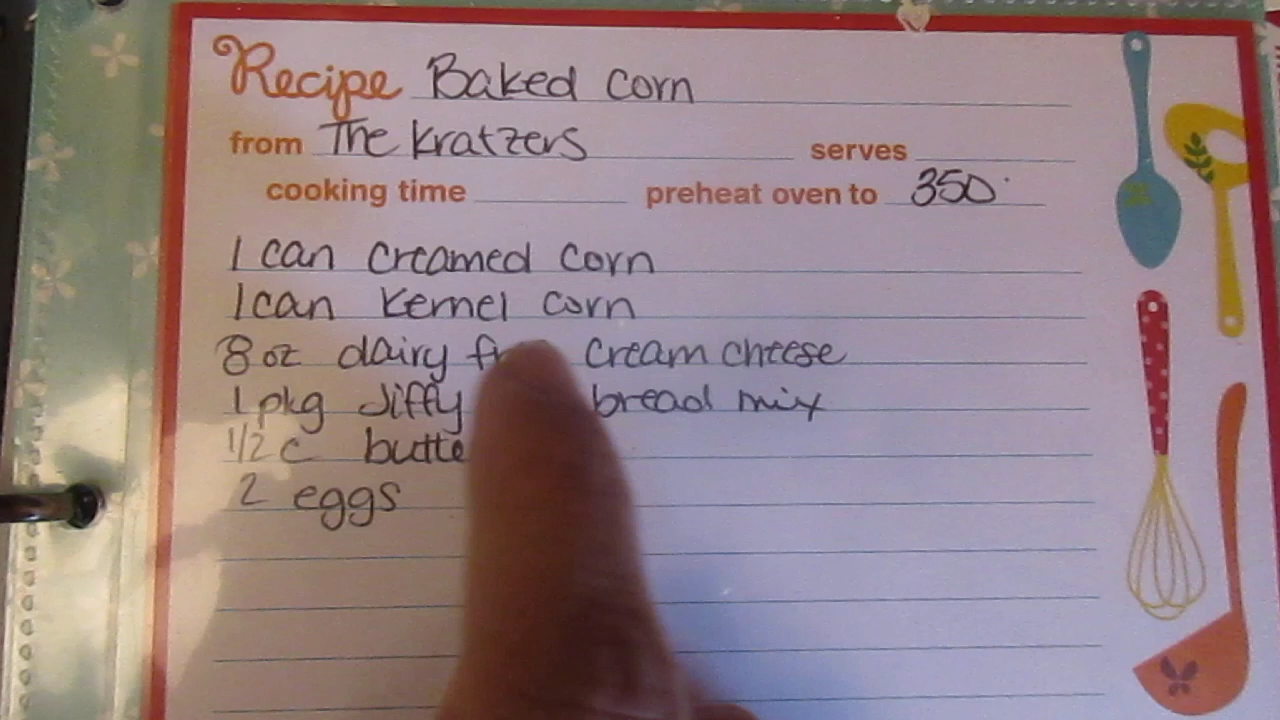 Recipe Baked Corn
from The Kratzers serves
cooking time preheat oven to 350°
1 can creamed corn
1 can Kernel corn
8 oz dairy cream cheese
1 pkg Jiffy bread mix
1/2 c
2 eggs